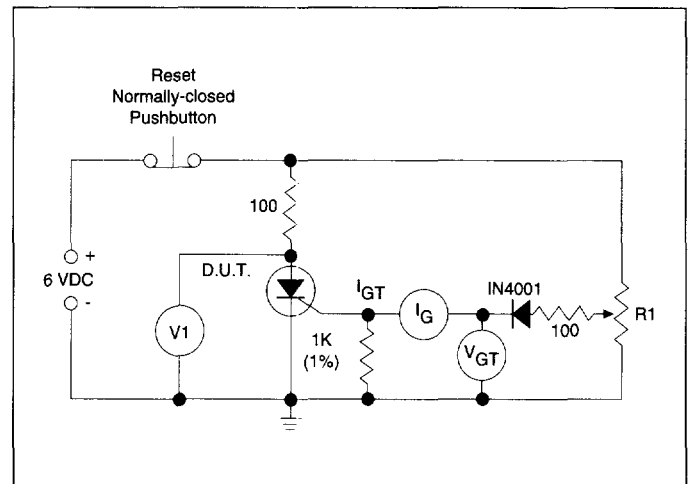 Reset
Normally-closed
Pushbutton
100
+
6 VDC
-
D.U.T.
V1
IGT
IG
1K
(1%)
VGT
IN4001
100
R1